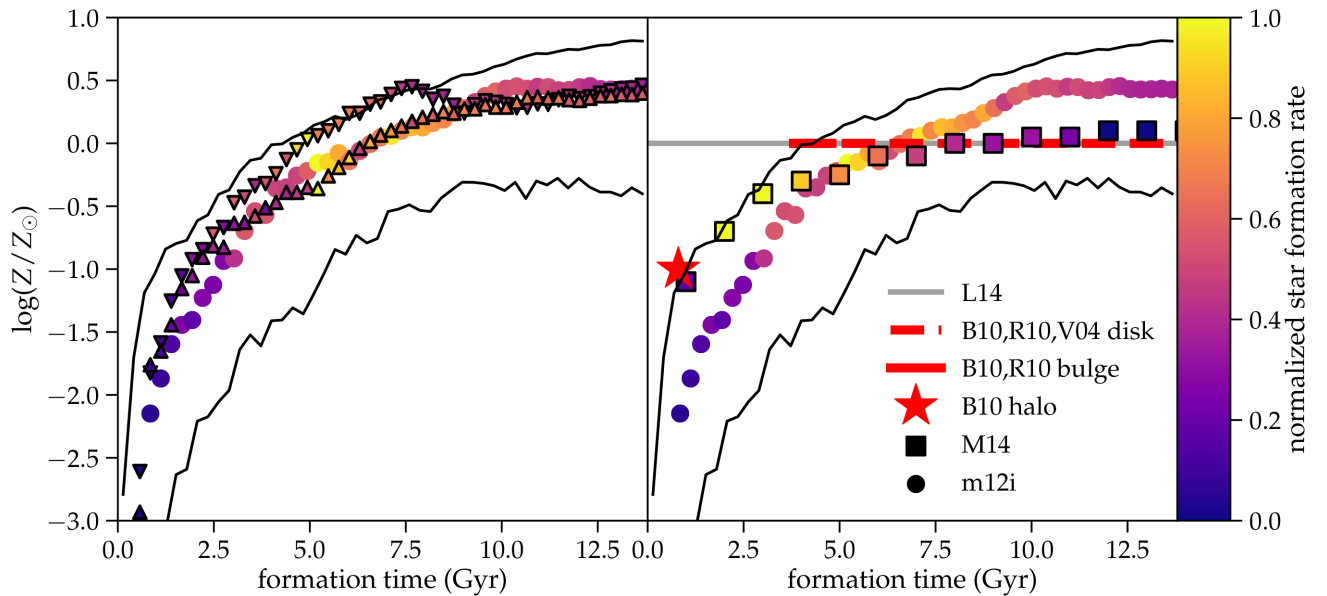 1.0
0.5
0.0
−0.5
−1.0
−1.5
−2.0
−2.5
−3.0
log(Z/Z☉)
0.0 2.5 5.0 7.5 10.0 12.5
formation time (Gyr)
L14
B10,R10,V04 disk
B10,R10 bulge
B10 halo
M14
m12i
0.0 2.5 5.0 7.5 10.0 12.5
formation time (Gyr)
1.0
0.8
0.6
0.4
0.2
0.0
normalized star formation rate